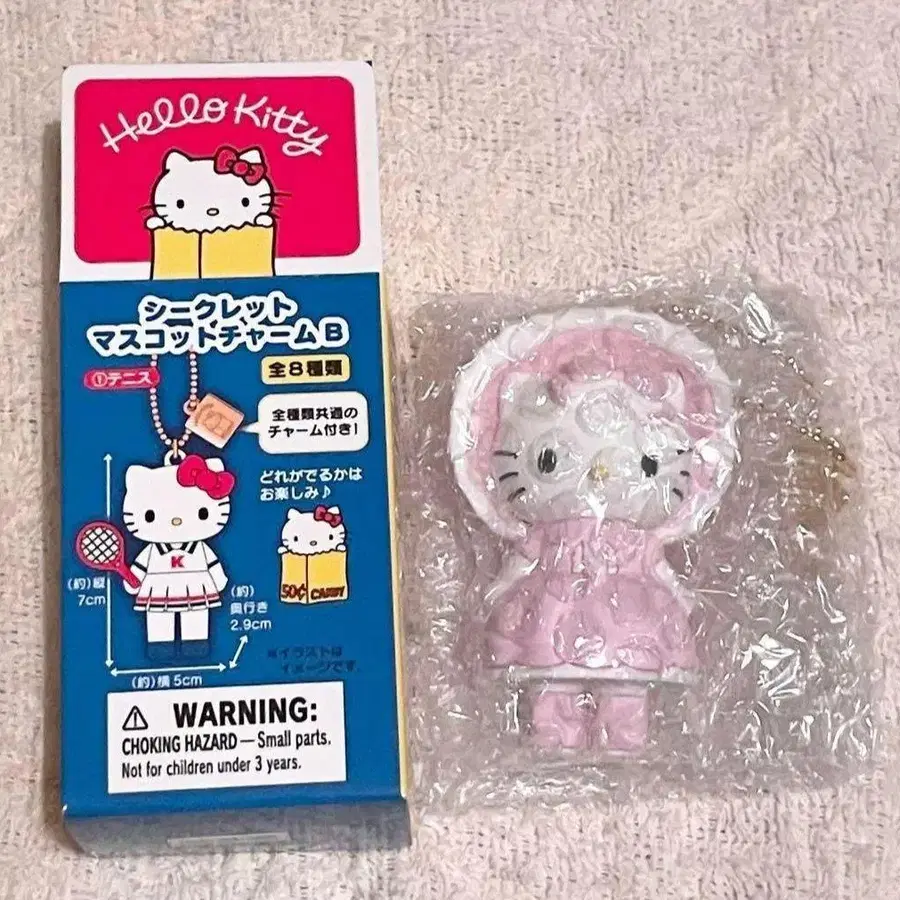 Hello Kitty
シークレット
マスコットチャームB
全8種類
①テニス
全種類共通の
チャーム付き!
どれがでるかは
お楽しみ♪
K
50¢ CANDY
(約)縦
7cm
(約)
奥行き
2.9cm
(約)横5cm
※イラストは
イメージです
WARNING:
CHOKING HAZARD — Small parts.
Not for children under 3 years.